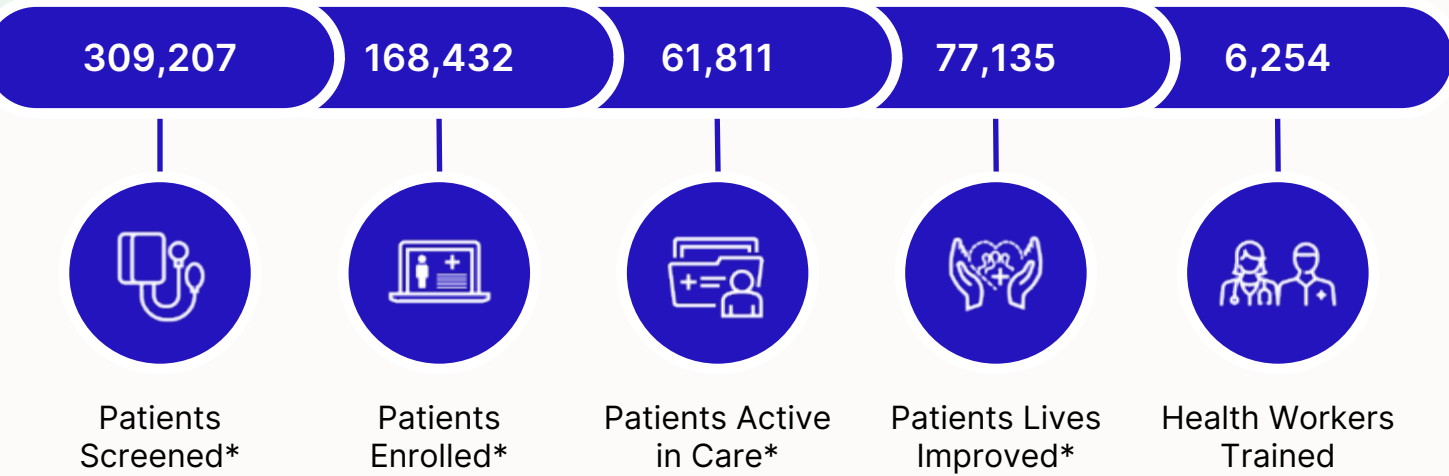 309,207
168,432
61,811
77,135
6,254
Patients
Screened*
Patients
Enrolled*
Patients Active
in Care*
Patients Lives
Improved*
Health Workers
Trained